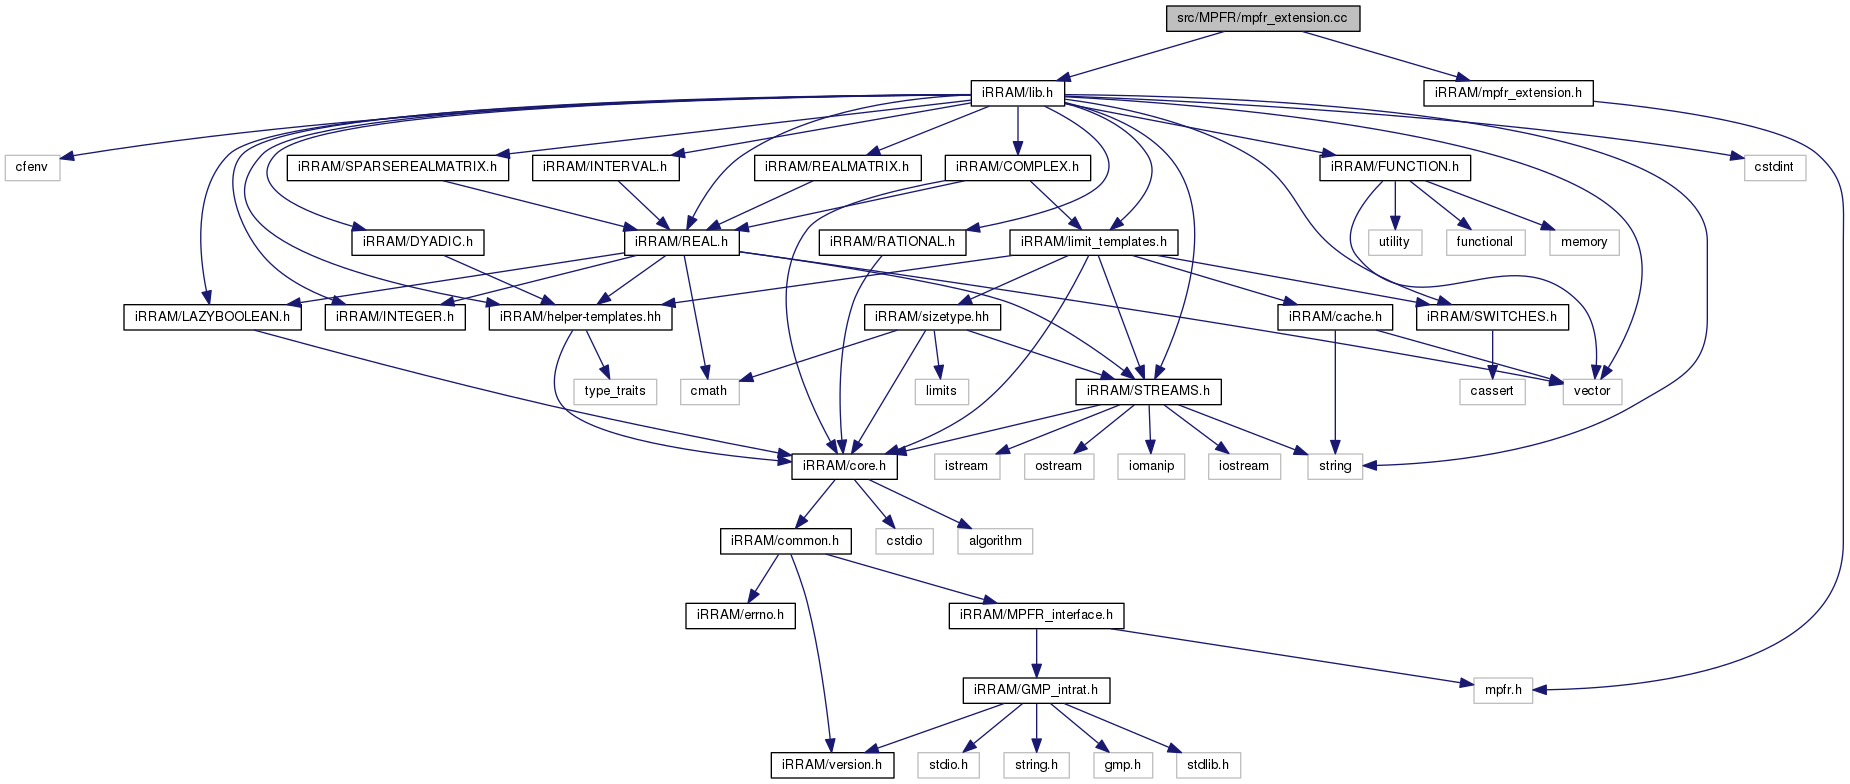 src/MPFR/mpfr_extension.cc
iRRAM/lib.h
iRRAM/mpfr_extension.h
cfenv
iRRAM/SPARSEREALMATRIX.h
iRRAM/INTERVAL.h
iRRAM/REALMATRIX.h
iRRAM/COMPLEX.h
iRRAM/FUNCTION.h
cstdint
iRRAM/DYADIC.h
iRRAM/REAL.h
iRRAM/RATIONAL.h
iRRAM/limit_templates.h
utility
functional
memory
iRRAM/LAZYBOOLEAN.h
iRRAM/INTEGER.h
iRRAM/helper-templates.hh
iRRAM/sizetype.hh
iRRAM/cache.h
iRRAM/SWITCHES.h
type_traits
cmath
limits
iRRAM/STREAMS.h
cassert
vector
iRRAM/core.h
istream
ostream
iomanip
iostream
string
iRRAM/common.h
cstdio
algorithm
iRRAM/errno.h
iRRAM/MPFR_interface.h
iRRAM/GMP_intrat.h
mpfr.h
iRRAM/version.h
stdio.h
string.h
gmp.h
stdlib.h